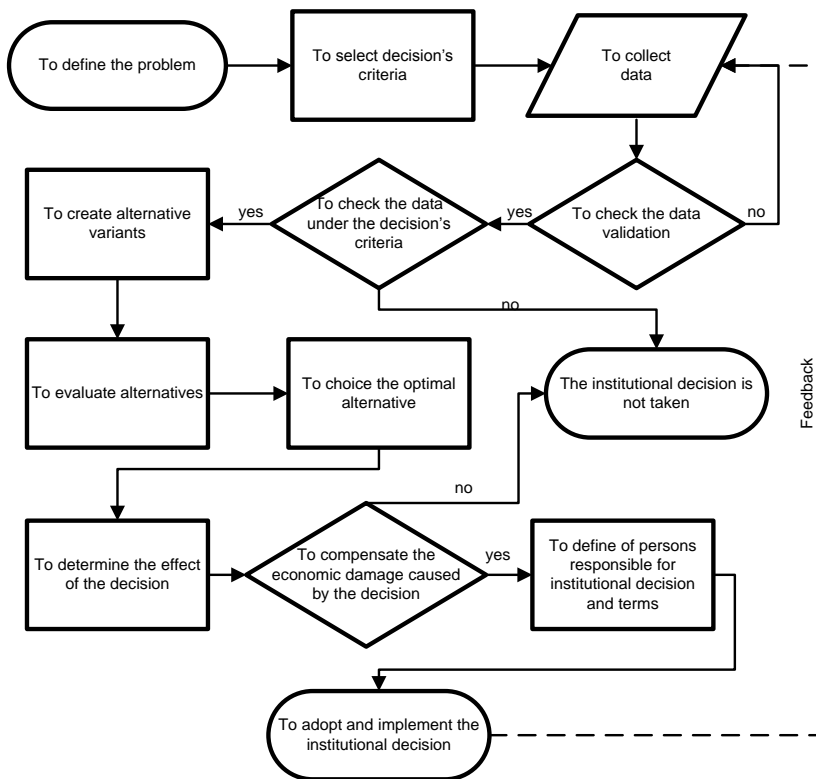 To define the problem
To select decision's
criteria
To collect
data
To create alternative
variants
yes
To check the data
under the decision's
criteria
yes
To check the data
validation
no
no
To evaluate alternatives
To choice the optimal
alternative
The institutional decision is
not taken
Feedback
no
To determine the effect
of the decision
To compensate the
economic damage caused
by the decision
yes
To define of persons
responsible for
institutional decision
and terms
To adopt and implement the
institutional decision